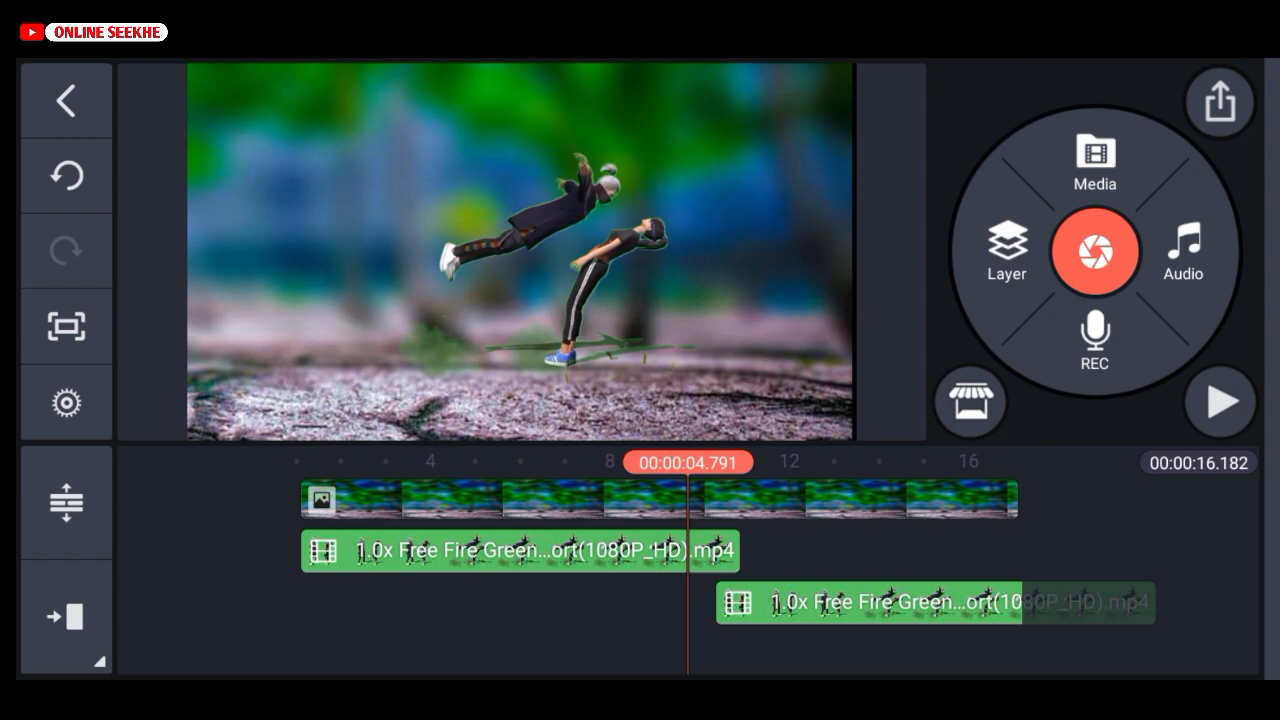 ONLINE SEEKHE
Media
Layer
Audio
REC
4
8
00:00:04.791
12
16
00:00:16.182
1.0x Free Fire Green...ort(1080P_HD).mp4
1.0x Free Fire Green...ort(1080P_HD).mp4